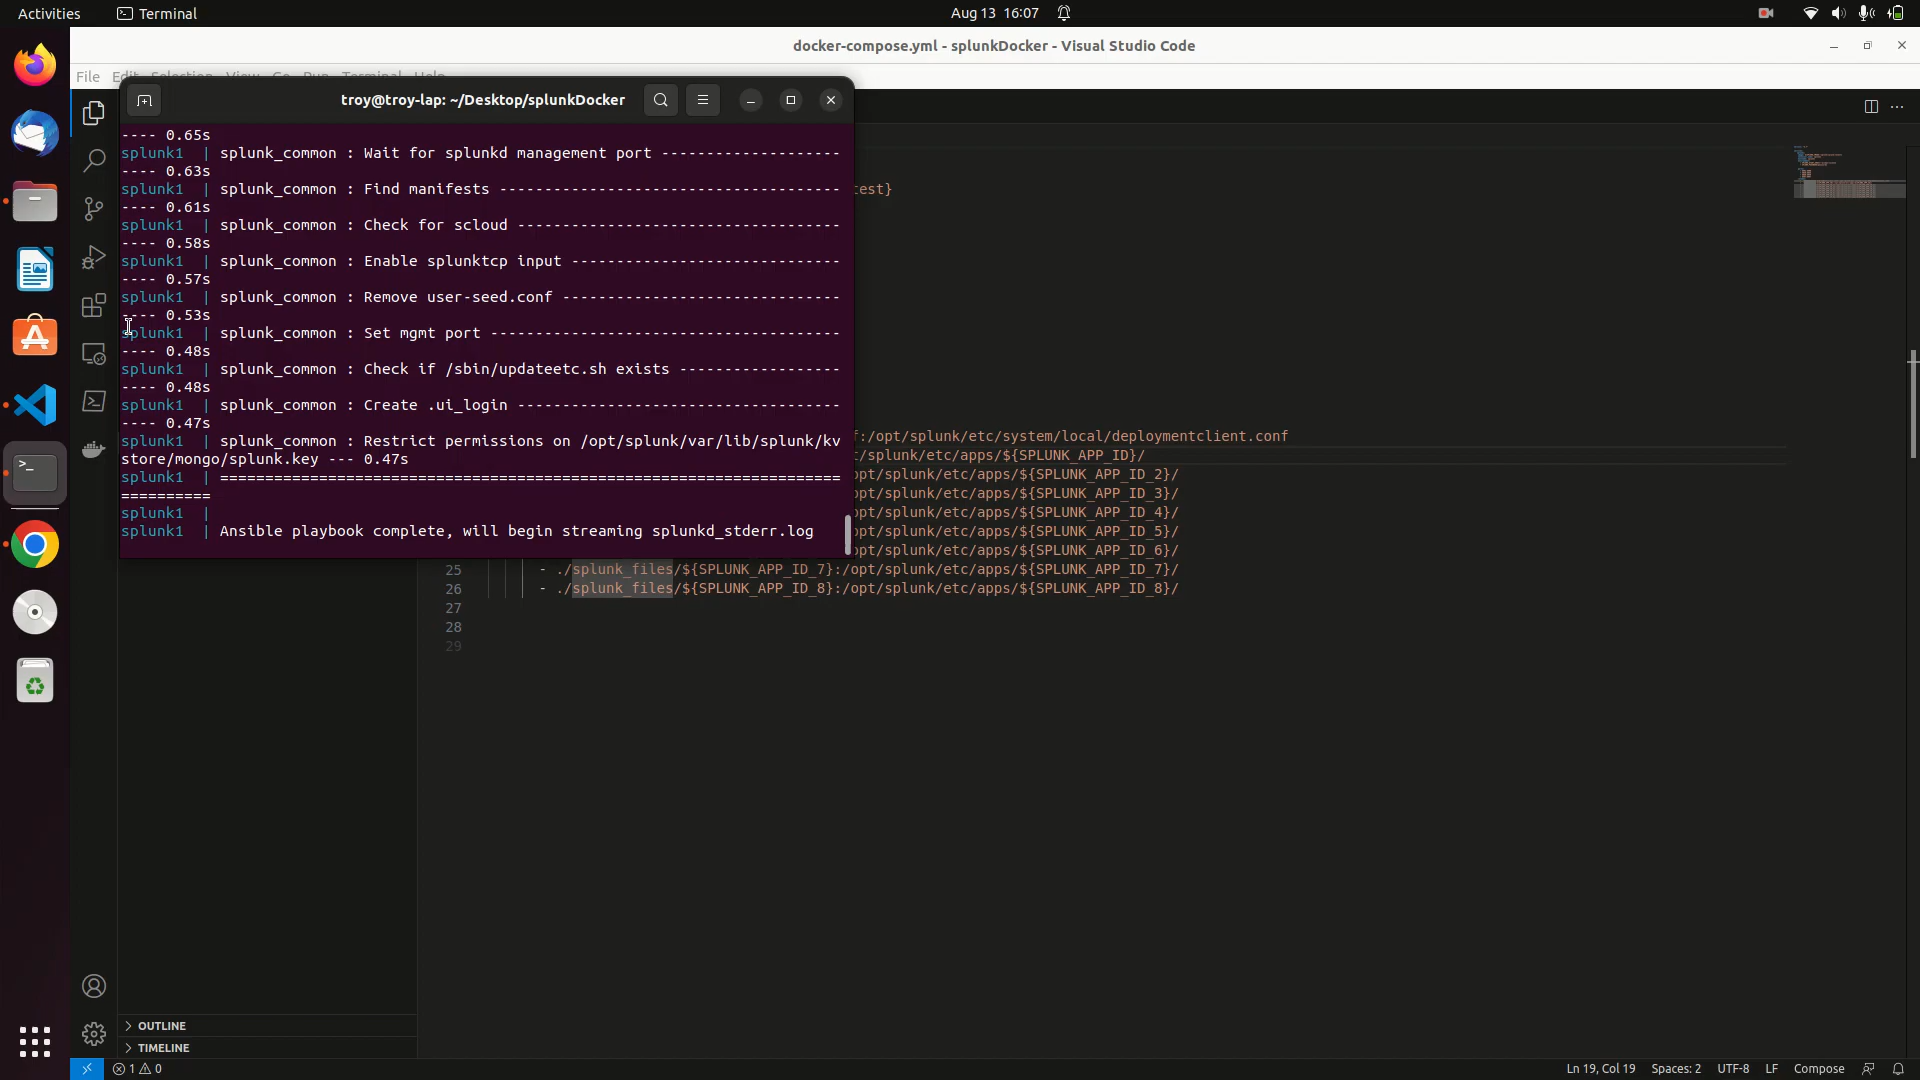 Activities
Terminal
Aug 13 16:07
docker-compose.yml - splunkDocker - Visual Studio Code
File Edit Selection View Go Run Terminal Help
troy@troy-lap: ~/Desktop/splunkDocker
---- 0.65s
splunk1 | splunk_common : Wait for splunkd management port --------------------
---- 0.63s
splunk1 | splunk_common : Find manifests --------------------------------------
---- 0.61s
splunk1 | splunk_common : Check for scloud ------------------------------------
---- 0.58s
splunk1 | splunk_common : Enable splunktcp input ------------------------------
---- 0.57s
splunk1 | splunk_common : Remove user-seed.conf -------------------------------
---- 0.53s
splunk1 | splunk_common : Set mgmt port ---------------------------------------
---- 0.48s
splunk1 | splunk_common : Check if /sbin/updateetc.sh exists ------------------
---- 0.48s
splunk1 | splunk_common : Create .ui_login ------------------------------------
---- 0.47s
splunk1 | splunk_common : Restrict permissions on /opt/splunk/var/lib/splunk/kv
store/mongo/splunk.key --- 0.47s
splunk1 | =====================================================================
==========
splunk1 |
splunk1 | Ansible playbook complete, will begin streaming splunkd_stderr.log
test}
f:/opt/splunk/etc/system/local/deploymentclient.conf
t/splunk/etc/apps/${SPLUNK_APP_ID}/
opt/splunk/etc/apps/${SPLUNK_APP_ID_2}/
opt/splunk/etc/apps/${SPLUNK_APP_ID_3}/
opt/splunk/etc/apps/${SPLUNK_APP_ID_4}/
opt/splunk/etc/apps/${SPLUNK_APP_ID_5}/
opt/splunk/etc/apps/${SPLUNK_APP_ID_6}/
25 - ./splunk_files/${SPLUNK_APP_ID_7}:/opt/splunk/etc/apps/${SPLUNK_APP_ID_7}/
26 - ./splunk_files/${SPLUNK_APP_ID_8}:/opt/splunk/etc/apps/${SPLUNK_APP_ID_8}/
27
28
29
OUTLINE
TIMELINE
1 0
Ln 19, Col 19
Spaces: 2
UTF-8
LF
Compose